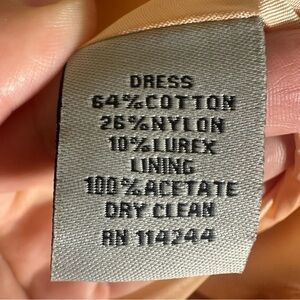 DRESS
64%COTTON
26%NYLON
10%LUREX
LINING
100%ACETATE
DRY CLEAN
RN 114244